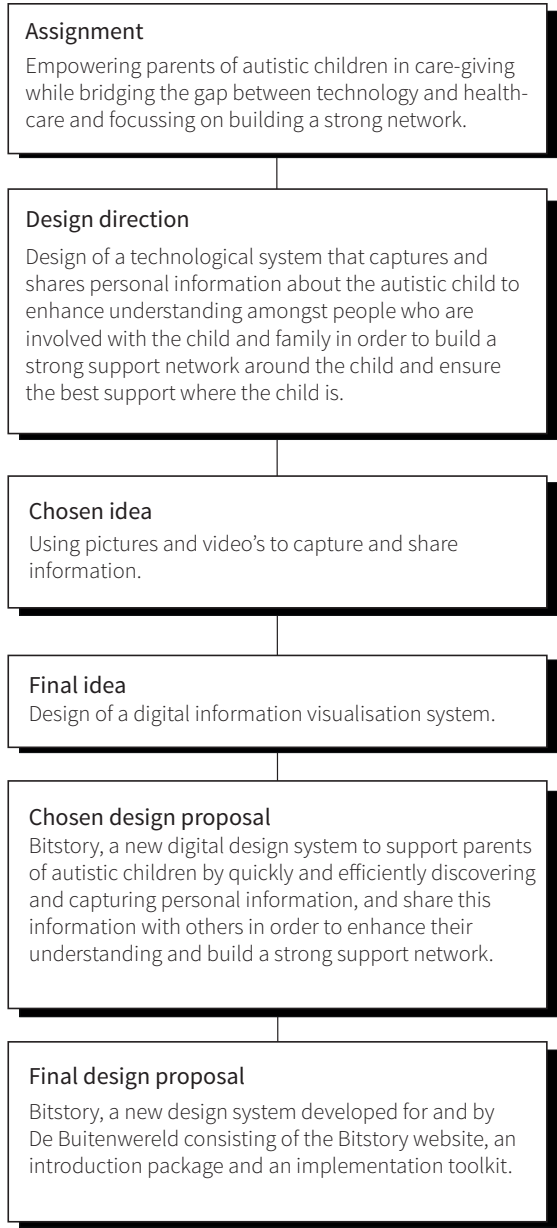 Assignment
Empowering parents of autistic children in care-giving
while bridging the gap between technology and health-
care and focussing on building a strong network.
Design direction
Design of a technological system that captures and
shares personal information about the autistic child to
enhance understanding amongst people who are
involved with the child and family in order to build a
strong support network around the child and ensure
the best support where the child is.
Chosen idea
Using pictures and video’s to capture and share
information.
Final idea
Design of a digital information visualisation system.
Chosen design proposal
Bitstory, a new digital design system to support parents
of autistic children by quickly and efficiently discovering
and capturing personal information, and share this
information with others in order to enhance their
understanding and build a strong support network.
Final design proposal
Bitstory, a new design system developed for and by
De Buitenwereld consisting of the Bitstory website, an
introduction package and an implementation toolkit.